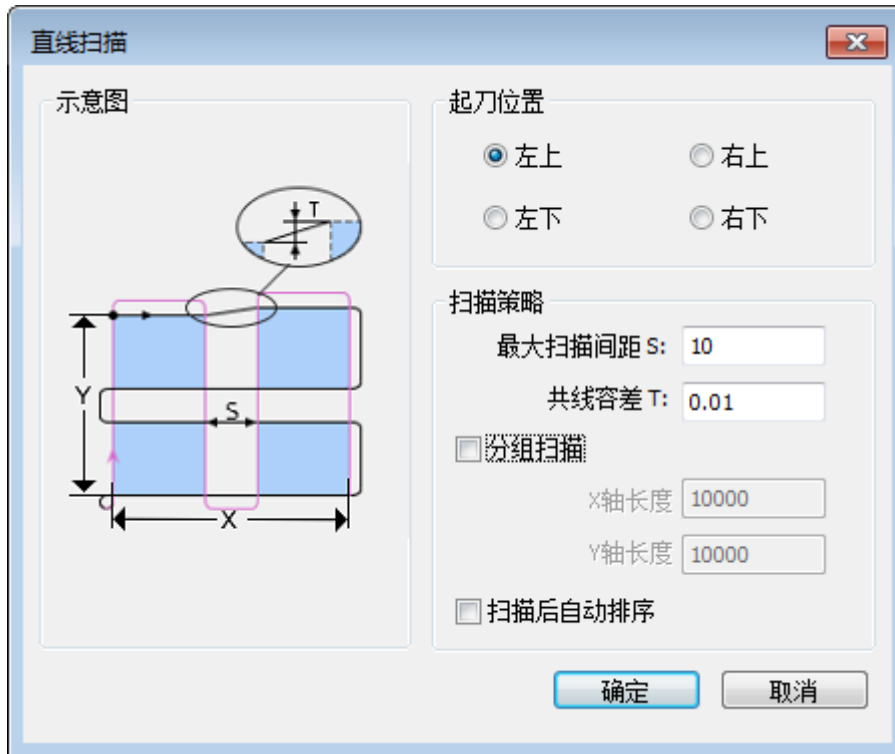 直线扫描
示意图
T
Y
S
X
起刀位置
左上
右上
左下
右下
扫描策略
最大扫描间距 S: 10
共线容差 T: 0.01
分组扫描
X轴长度 10000
Y轴长度 10000
扫描后自动排序
确定
取消